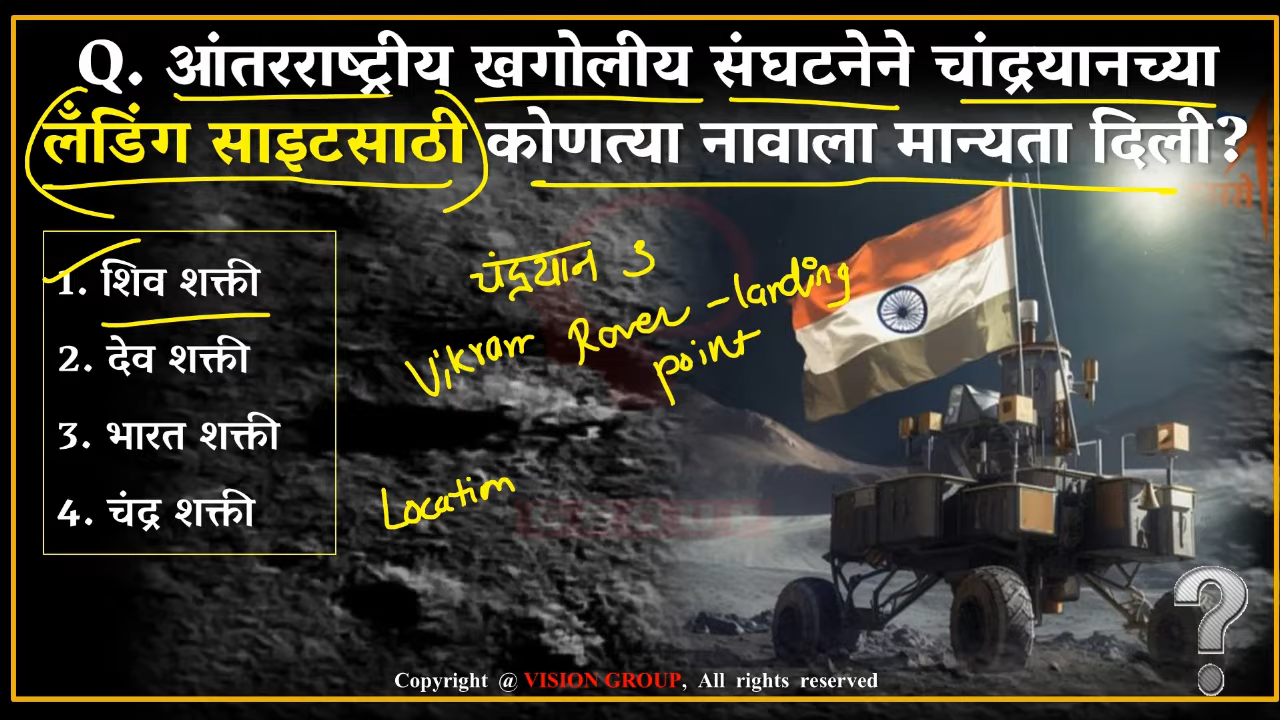 Q. आंतरराष्ट्रीय खगोलीय संघटनेने चांद्रयानच्या
लँडिंग साइटसाठी कोणत्या नावाला मान्यता दिली?
1. शिव शक्ती
2. देव शक्ती
3. भारत शक्ती
4. चंद्र शक्ती
चंद्रयान 3
Vikram Rover - landing
point
Location
Copyright @ VISION GROUP, All rights reserved